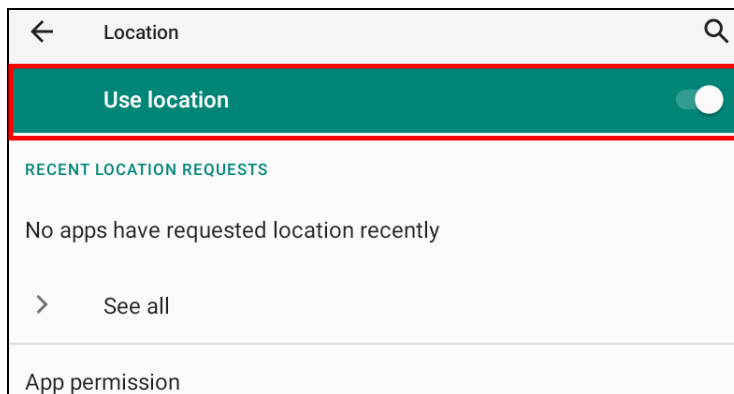 Location
Use location
RECENT LOCATION REQUESTS
No apps have requested location recently
See all
App permission